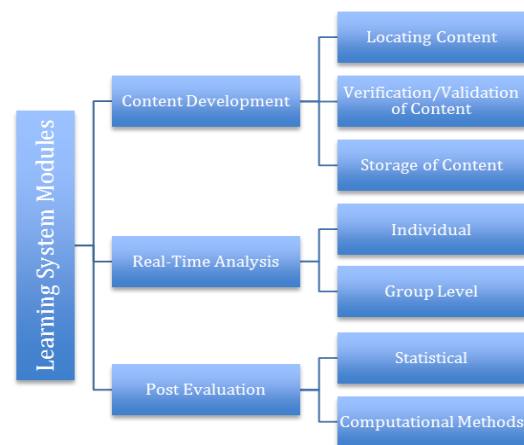 Learning System Modules
Content Development
Locating Content
Verification/Validation
of Content
Storage of Content
Real-Time Analysis
Individual
Group Level
Post Evaluation
Statistical
Computational Methods